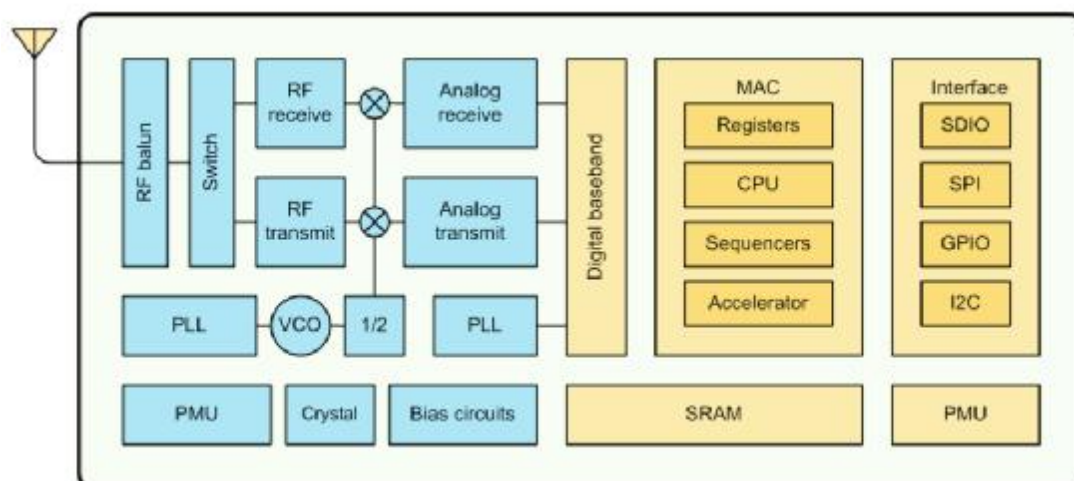 RF balun
Switch
RF
receive
Analog
receive
RF
transmit
Analog
transmit
PLL
VCO
1/2
PLL
PMU
Crystal
Bias circuits
Digital baseband
MAC
Registers
CPU
Sequencers
Accelerator
SRAM
Interface
SDIO
SPI
GPIO
I2C
PMU